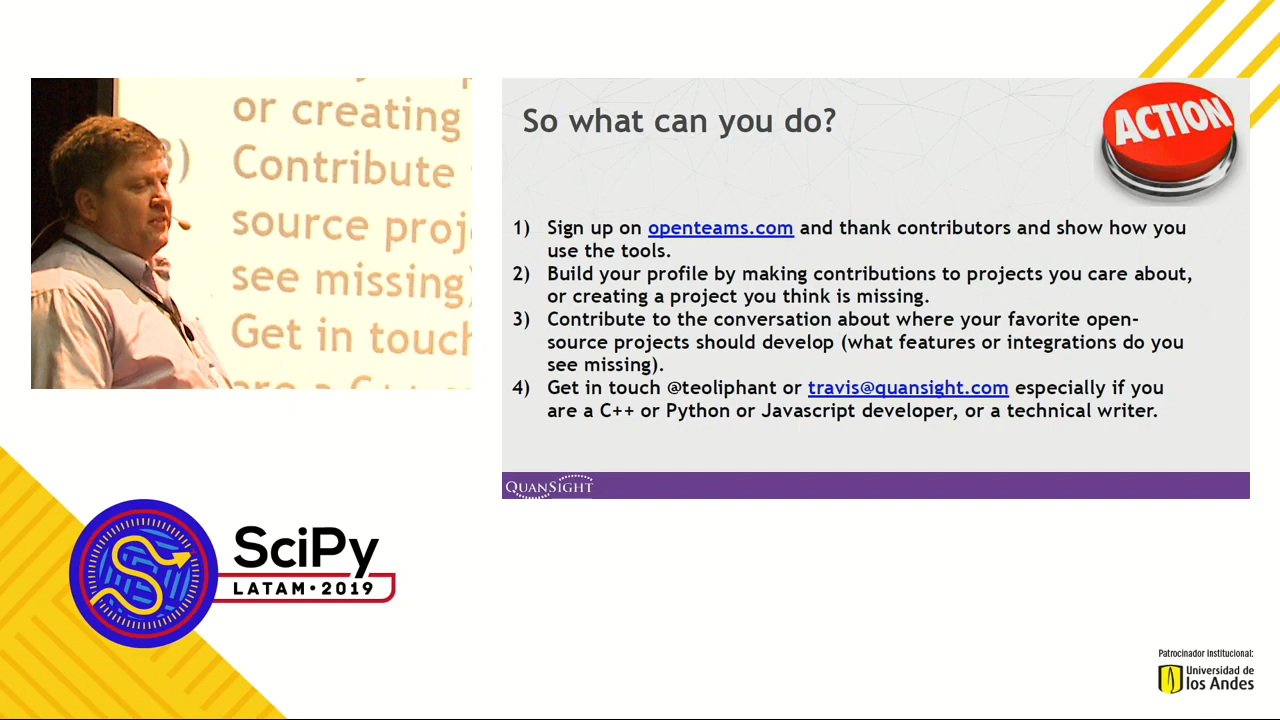 or creating
3)
Contribute
source proj
see missing)
Get in touch
are a C++
So what can you do?
ACTION
1) Sign up on openteams.com and thank contributors and show how you
use the tools.
2) Build your profile by making contributions to projects you care about,
or creating a project you think is missing.
3) Contribute to the conversation about where your favorite open-
source projects should develop (what features or integrations do you
see missing).
4) Get in touch @teoliphant or travis@quansight.com especially if you
are a C++ or Python or Javascript developer, or a technical writer.
QUANSIGHT
SciPy
LATAM • 2019
Patrocinador Institucional:
Universidad de
los Andes